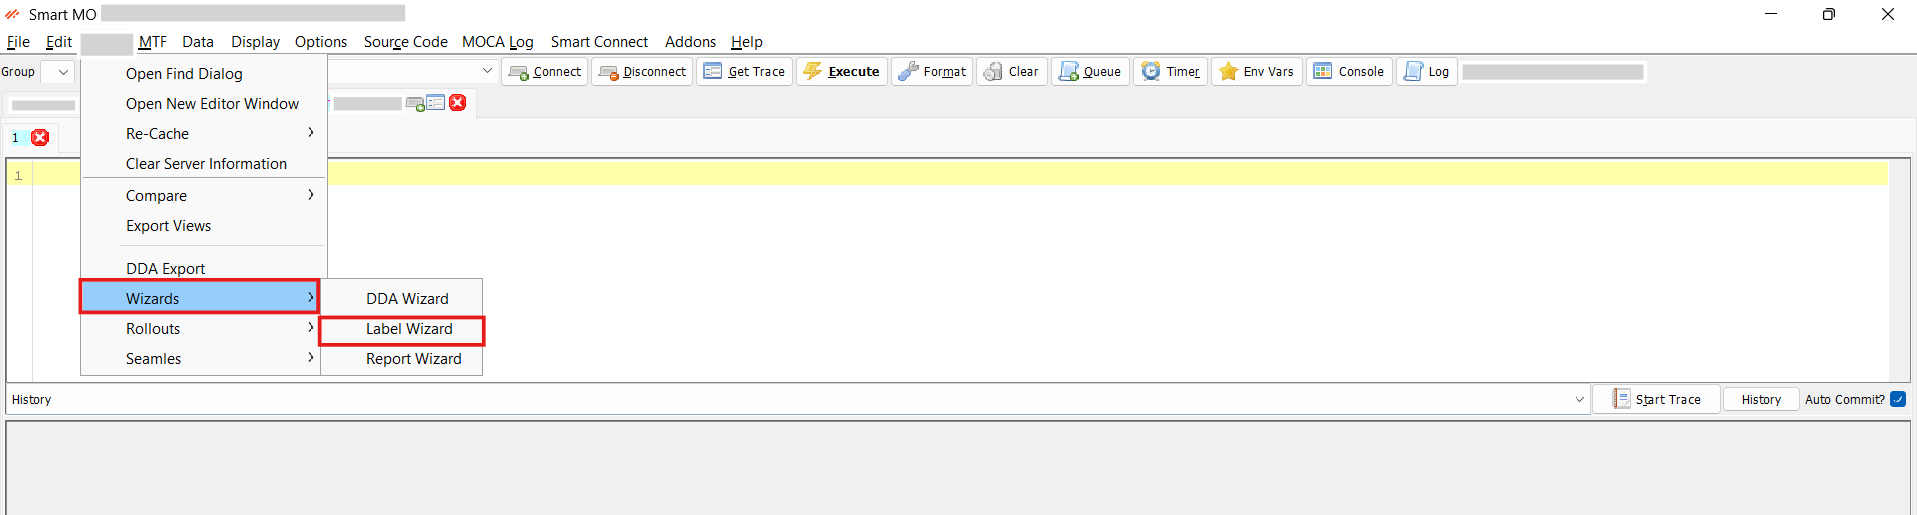 Smart MO
File Edit MTF Data Display Options Source Code MOCA Log Smart Connect Addons Help
Group Connect Disconnect Get Trace Execute Format Clear Queue Timer Env Vars Console Log
1
1
Open Find Dialog
Open New Editor Window
Re-Cache
Clear Server Information
Compare
Export Views
DDA Export
Wizards
Rollouts
Seamles
DDA Wizard
Label Wizard
Report Wizard
History Start Trace History Auto Commit?